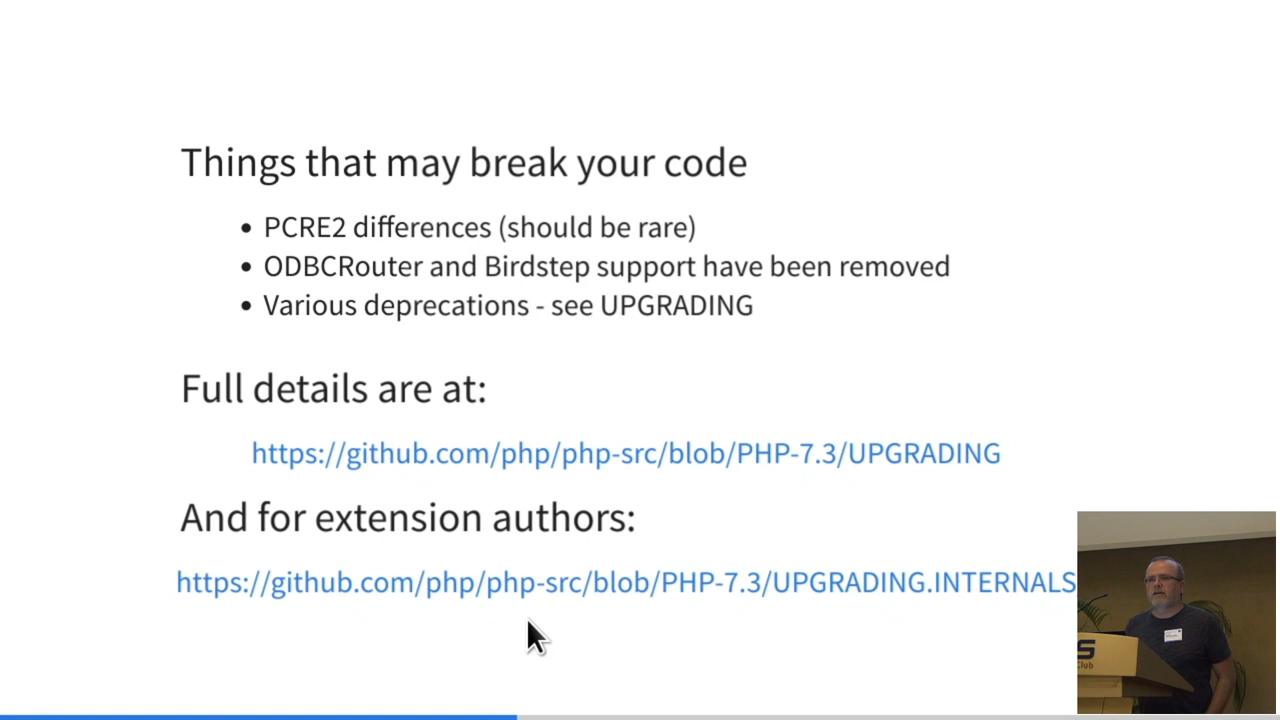 Things that may break your code
• PCRE2 differences (should be rare)
• ODBCRouter and Birdstep support have been removed
• Various deprecations - see UPGRADING
Full details are at:
https://github.com/php/php-src/blob/PHP-7.3/UPGRADING
And for extension authors:
https://github.com/php/php-src/blob/PHP-7.3/UPGRADING.INTERNALS
S
Club